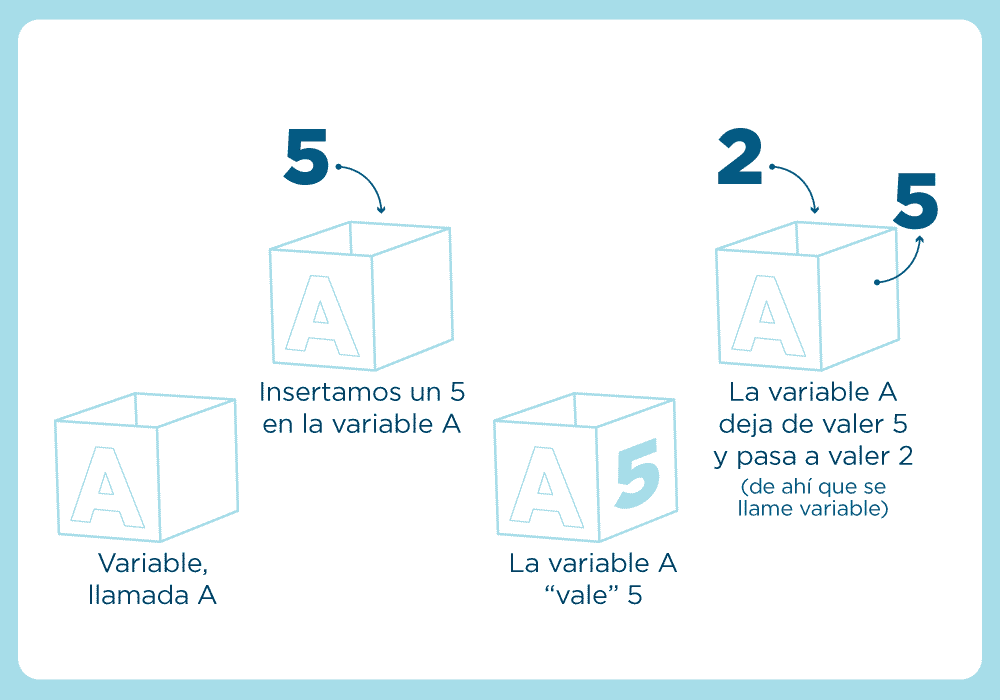 A
Variable,
llamada A
5
A
Insertamos un 5
en la variable A
A
5
La variable A
“vale” 5
2
5
A
La variable A
deja de valer 5
y pasa a valer 2
(de ahí que se
llame variable)